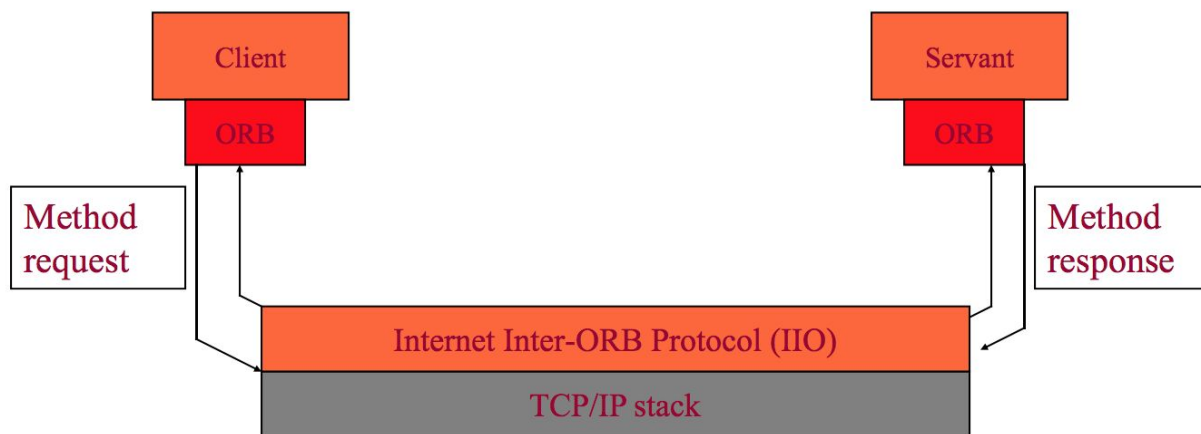 Client
Servant
ORB
ORB
Method
request
Method
response
Internet Inter-ORB Protocol (IIO)
TCP/IP stack